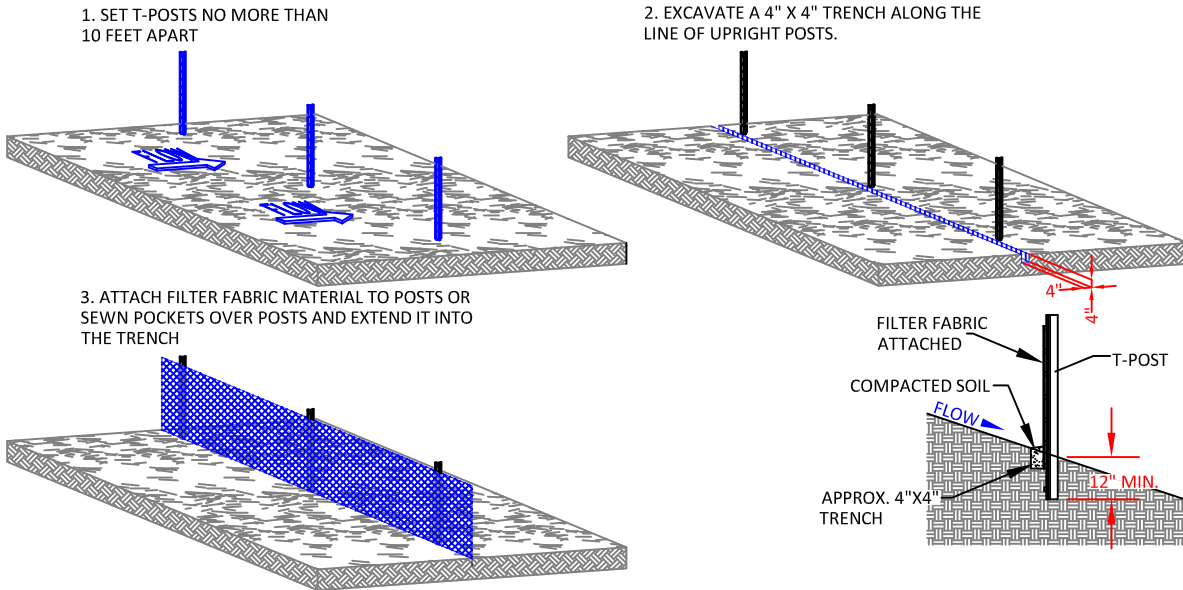 1. SET T-POSTS NO MORE THAN
10 FEET APART
2. EXCAVATE A 4" X 4" TRENCH ALONG THE
LINE OF UPRIGHT POSTS.
4"
4"
3. ATTACH FILTER FABRIC MATERIAL TO POSTS OR
SEWN POCKETS OVER POSTS AND EXTEND IT INTO
THE TRENCH
FILTER FABRIC
ATTACHED
T-POST
COMPACTED SOIL
FLOW
12" MIN.
APPROX. 4"X4"
TRENCH